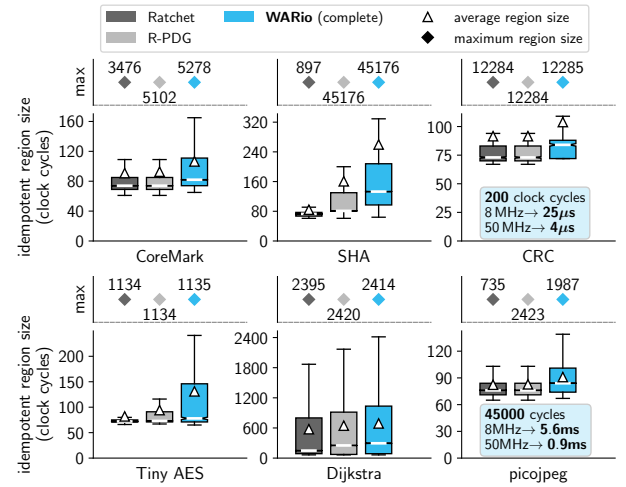 Ratchet
WARio (complete)
average region size
R-PDG
maximum region size
max
3476
5278
5102
897
45176
45176
12284
12285
12284
idempotent region size
(clock cycles)
160
120
80
40
0
CoreMark
320
240
160
80
0
SHA
100
75
50
25
0
200 clock cycles
8 MHz→ 25μs
50 MHz→ 4μs
CRC
max
1134
1135
1134
2395
2414
2420
735
1987
2423
idempotent region size
(clock cycles)
200
150
100
50
0
Tiny AES
2400
1800
1200
600
0
Dijkstra
120
90
60
30
0
45000 cycles
8MHz→ 5.6ms
50MHz→ 0.9ms
picojpeg